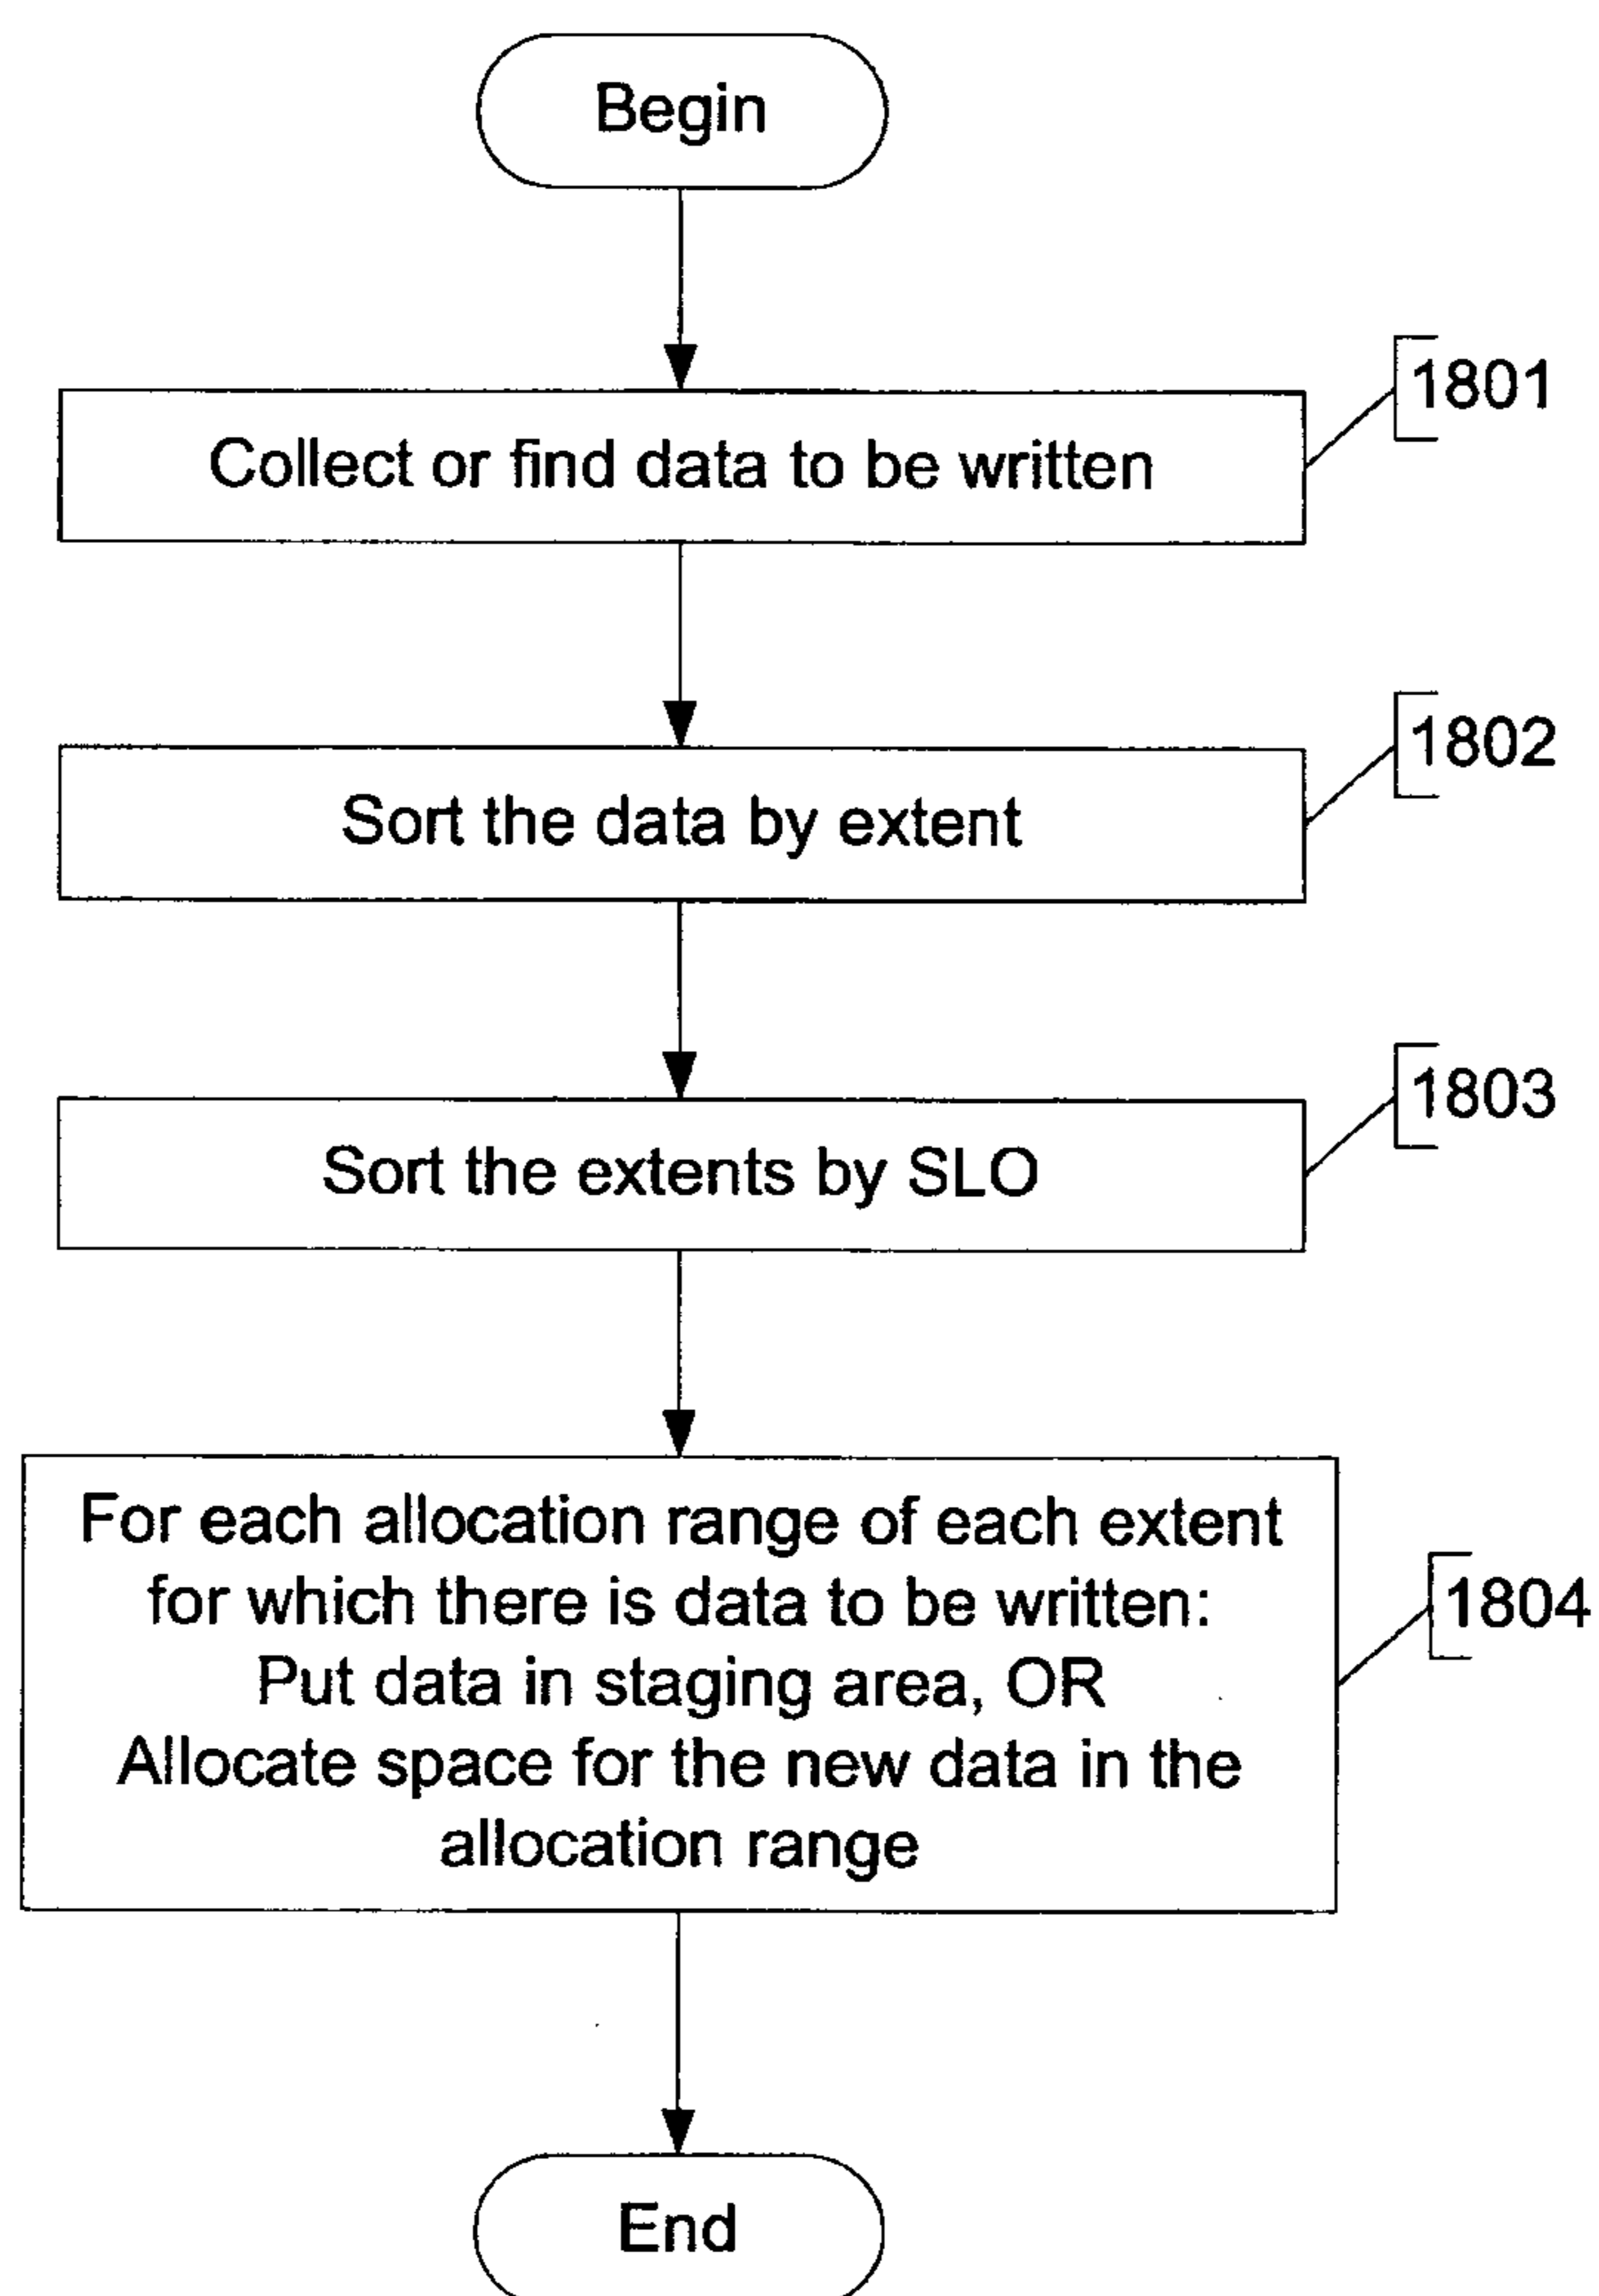 Begin
1801
Collect or find data to be written
1802
Sort the data by extent
1803
Sort the extents by SLO
For each allocation range of each extent
for which there is data to be written:
1804
Put data in staging area, OR
Allocate space for the new data in the
allocation range
End